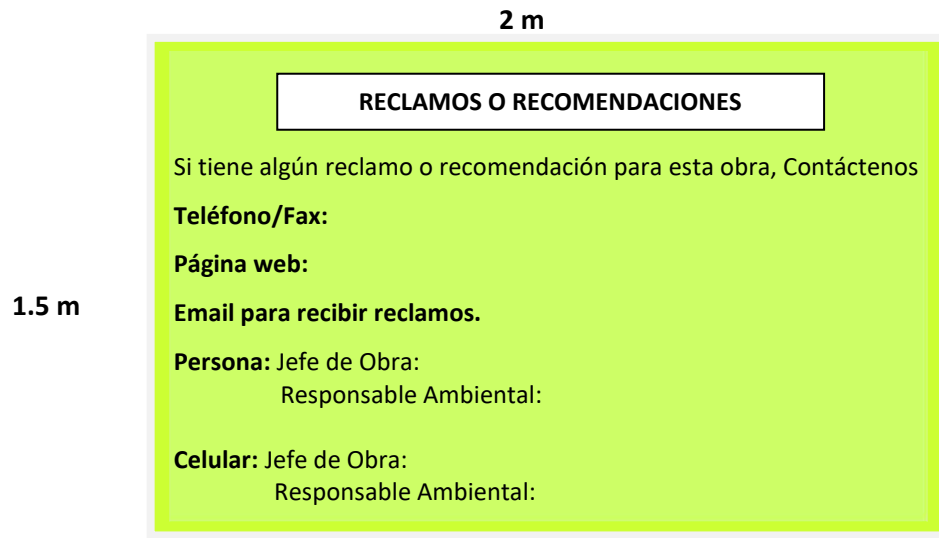 2 m
RECLAMOS O RECOMENDACIONES
Si tiene algún reclamo o recomendación para esta obra, Contáctenos
Teléfono/Fax:
Página web:
1.5 m
Email para recibir reclamos.
Persona: Jefe de Obra:
Responsable Ambiental:
Celular: Jefe de Obra:
Responsable Ambiental: